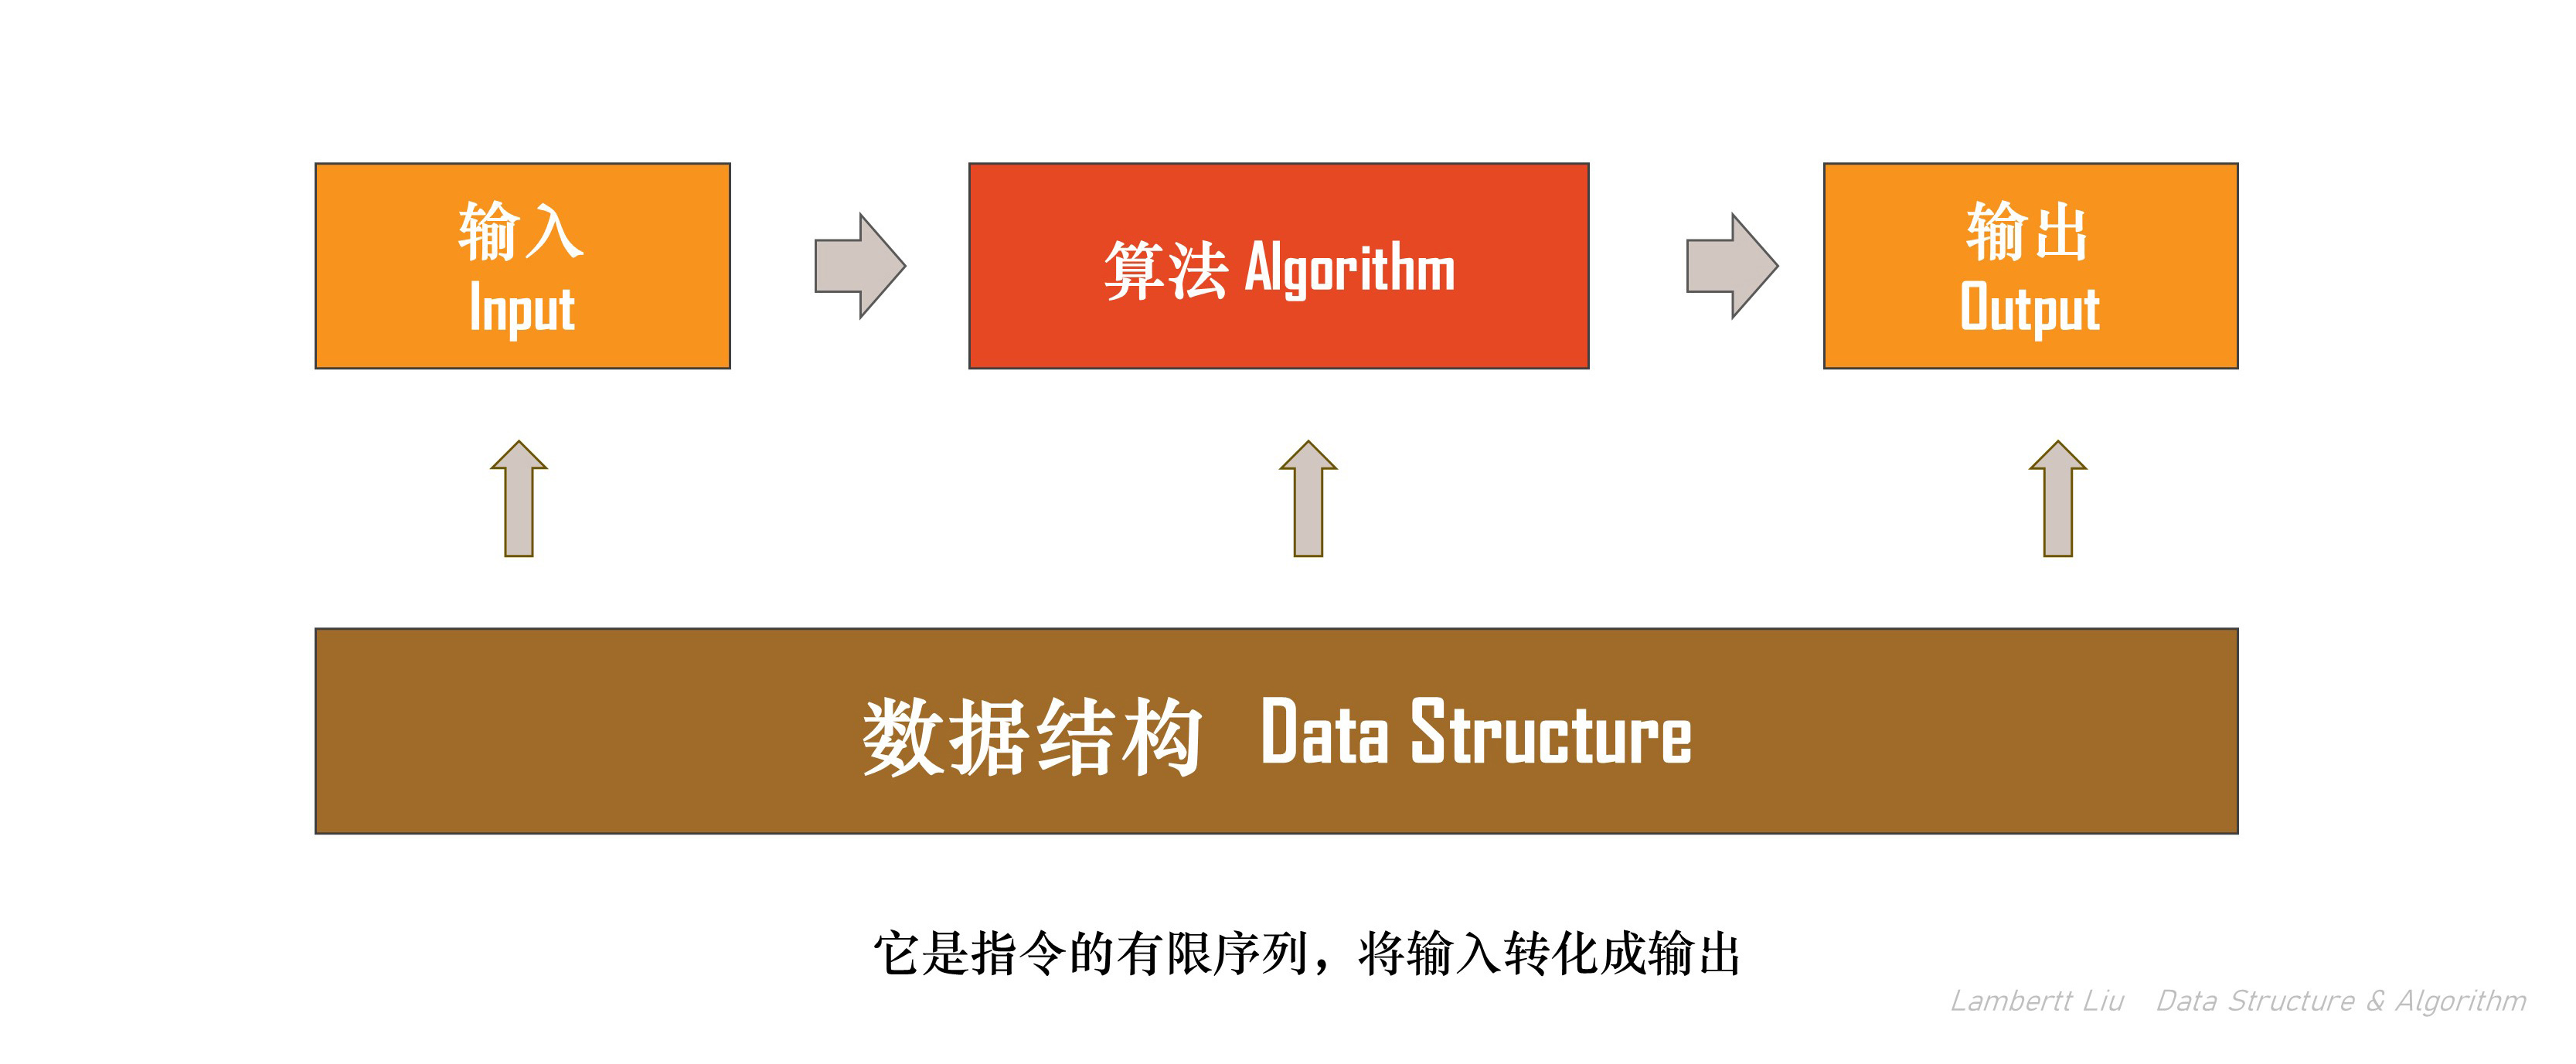 输入
Input
算法 Algorithm
输出
Output
数据结构 Data Structure
它是指令的有限序列，将输入转化成输出
Lambertt Liu Data Structure & Algorithm